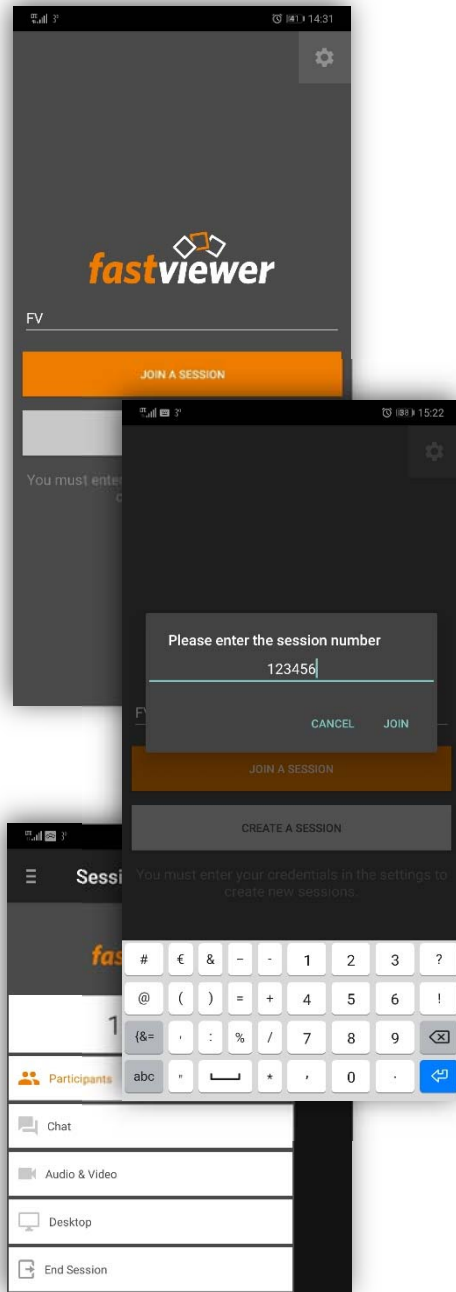 14:31
fastviewer
FV
JOIN A SESSION
You must ente
c
15:22
Please enter the session number
123456
CANCEL JOIN
JOIN A SESSION
CREATE A SESSION
You must enter your credentials in the settings to
create new sessions.
# € & – - 1 2 3 ?
@ ( ) = + 4 5 6 !
{&= ' : % / 7 8 9
abc " * , 0 .
Sessi
fas
1
Participants
Chat
Audio & Video
Desktop
End Session